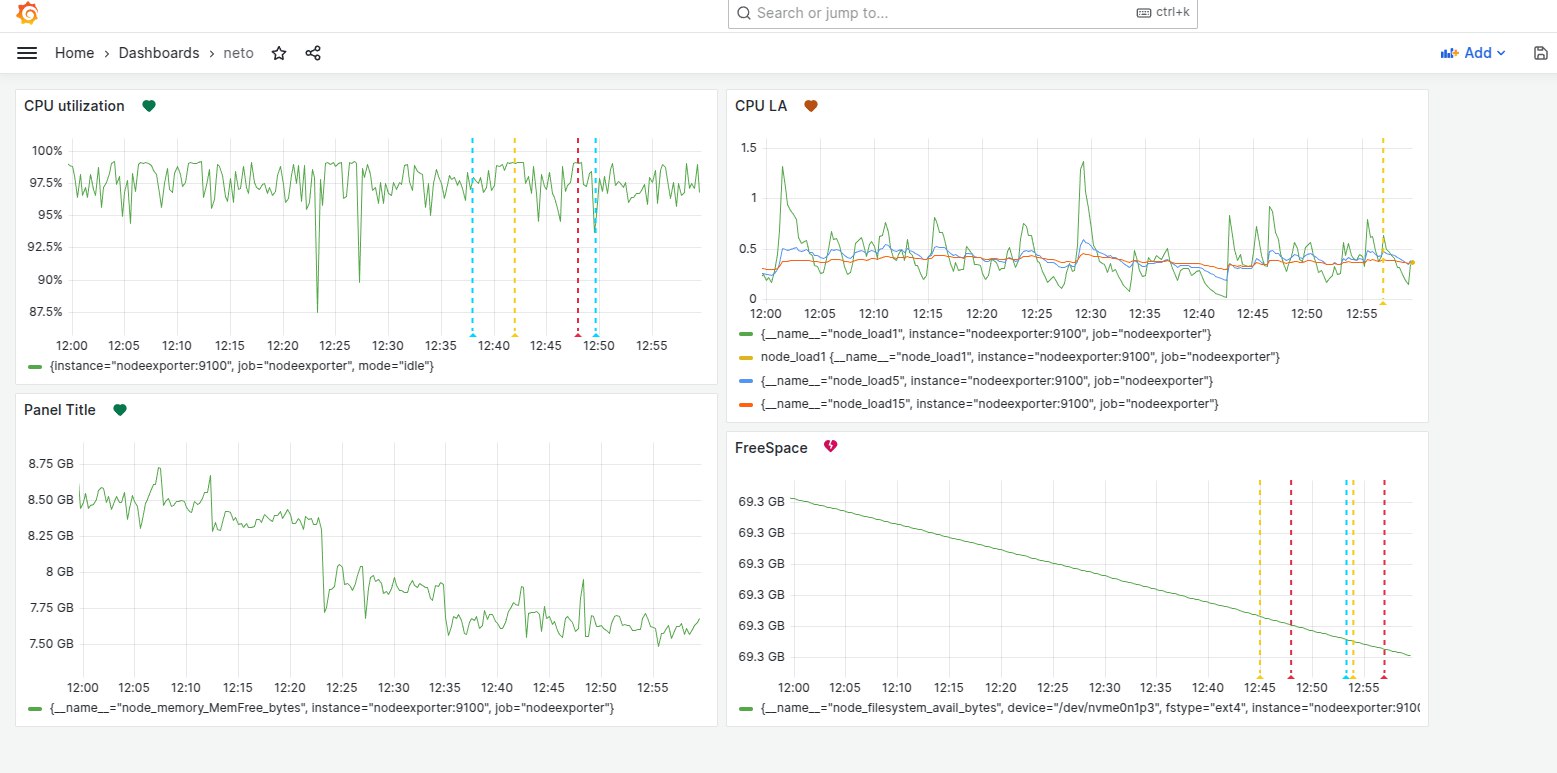 Search or jump to... ctrl+k
Home › Dashboards › neto Add
CPU utilization
100%
97.5%
95%
92.5%
90%
87.5%
12:00 12:05 12:10 12:15 12:20 12:25 12:30 12:35 12:40 12:45 12:50 12:55
{instance="nodeexporter:9100", job="nodeexporter", mode="idle"}
CPU LA
1.5
1
0.5
0
12:00 12:05 12:10 12:15 12:20 12:25 12:30 12:35 12:40 12:45 12:50 12:55
{__name__="node_load1", instance="nodeexporter:9100", job="nodeexporter"}
node_load1 {__name__="node_load1", instance="nodeexporter:9100", job="nodeexporter"}
{__name__="node_load5", instance="nodeexporter:9100", job="nodeexporter"}
{__name__="node_load15", instance="nodeexporter:9100", job="nodeexporter"}
Panel Title
8.75 GB
8.50 GB
8.25 GB
8 GB
7.75 GB
7.50 GB
12:00 12:05 12:10 12:15 12:20 12:25 12:30 12:35 12:40 12:45 12:50 12:55
{__name__="node_memory_MemFree_bytes", instance="nodeexporter:9100", job="nodeexporter"}
FreeSpace
69.3 GB
69.3 GB
69.3 GB
69.3 GB
69.3 GB
69.3 GB
12:00 12:05 12:10 12:15 12:20 12:25 12:30 12:35 12:40 12:45 12:50 12:55
{__name__="node_filesystem_avail_bytes", device="/dev/nvme0n1p3", fstype="ext4", instance="nodeexporter:9100